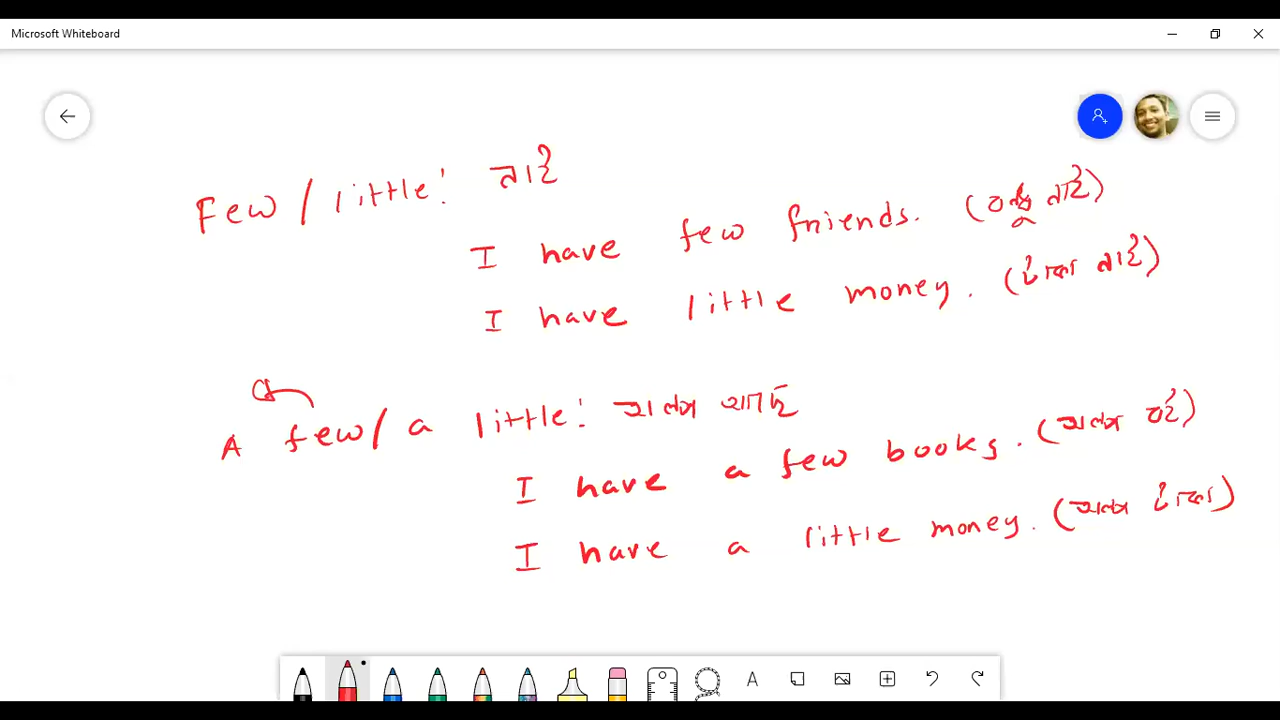 Microsoft Whiteboard
Few / little: নাই
I have few friends. (বন্ধু নাই)
I have little money. (টাকা নাই)
A few / a little: অল্প আছে
I have a few books. (অল্প বই)
I have a little money. (অল্প টাকা)
A